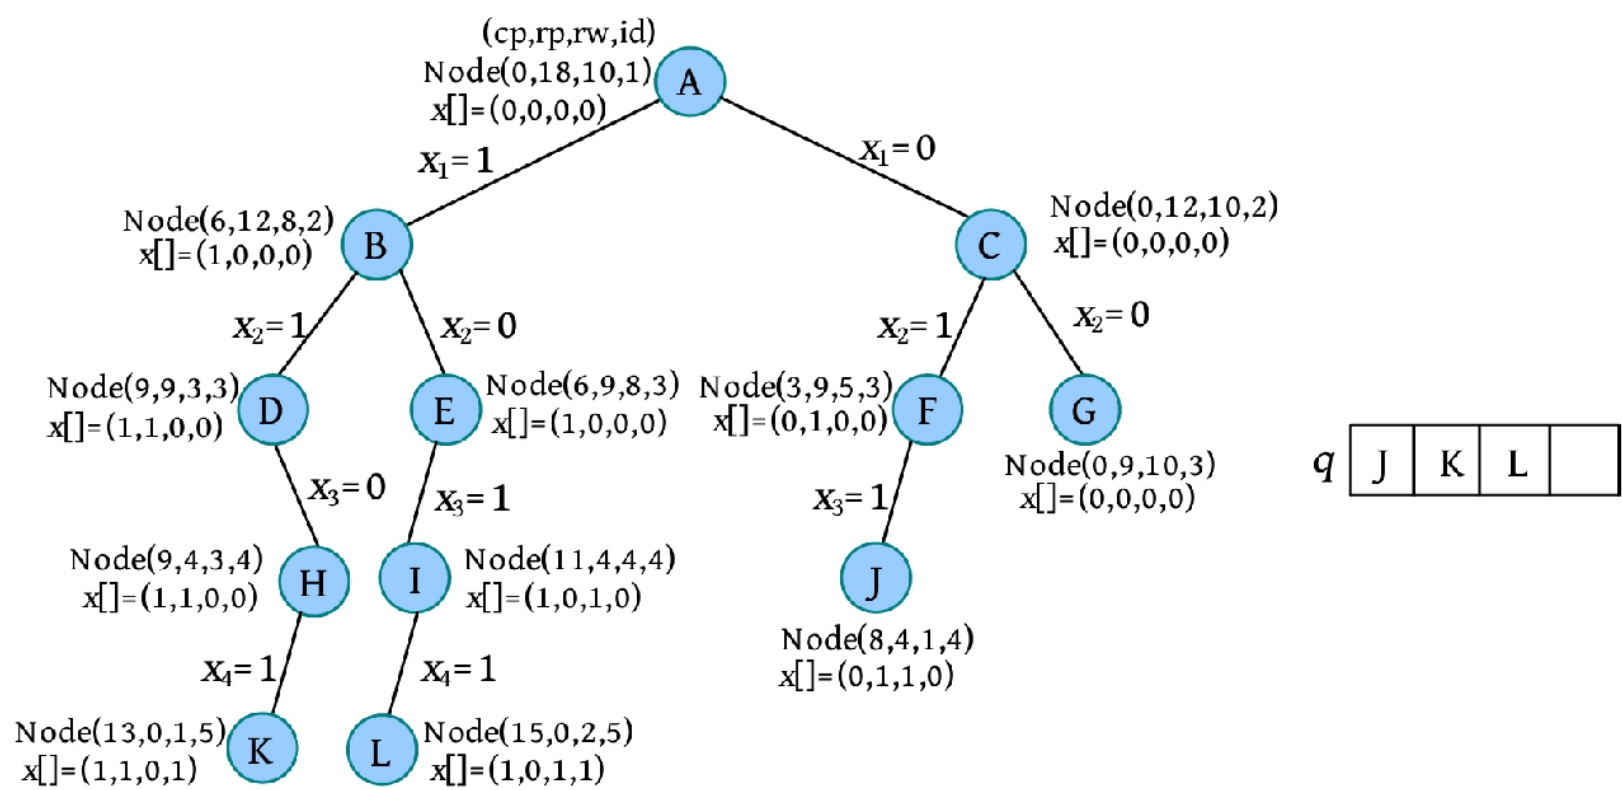 (cp,rp,rw,id)
Node(0,18,10,1)
x[]=(0,0,0,0)
A
X₁=1
X₁=0
Node(6,12,8,2)
x[]=(1,0,0,0)
B
C
Node(0,12,10,2)
x[]=(0,0,0,0)
X₂=1
X₂=0
X₂=1
X₂=0
Node(9,9,3,3)
x[]=(1,1,0,0)
D
E
Node(6,9,8,3)
x[]=(1,0,0,0)
Node(3,9,5,3)
x[]=(0,1,0,0)
F
G
Node(0,9,10,3)
x[]=(0,0,0,0)
q J K L
X₃=0
X₃=1
X₃=1
Node(9,4,3,4)
x[]=(1,1,0,0)
H
I
Node(11,4,4,4)
x[]=(1,0,1,0)
J
Node(8,4,1,4)
x[]=(0,1,1,0)
X₄=1
X₄=1
Node(13,0,1,5)
x[]=(1,1,0,1)
K
L
Node(15,0,2,5)
x[]=(1,0,1,1)